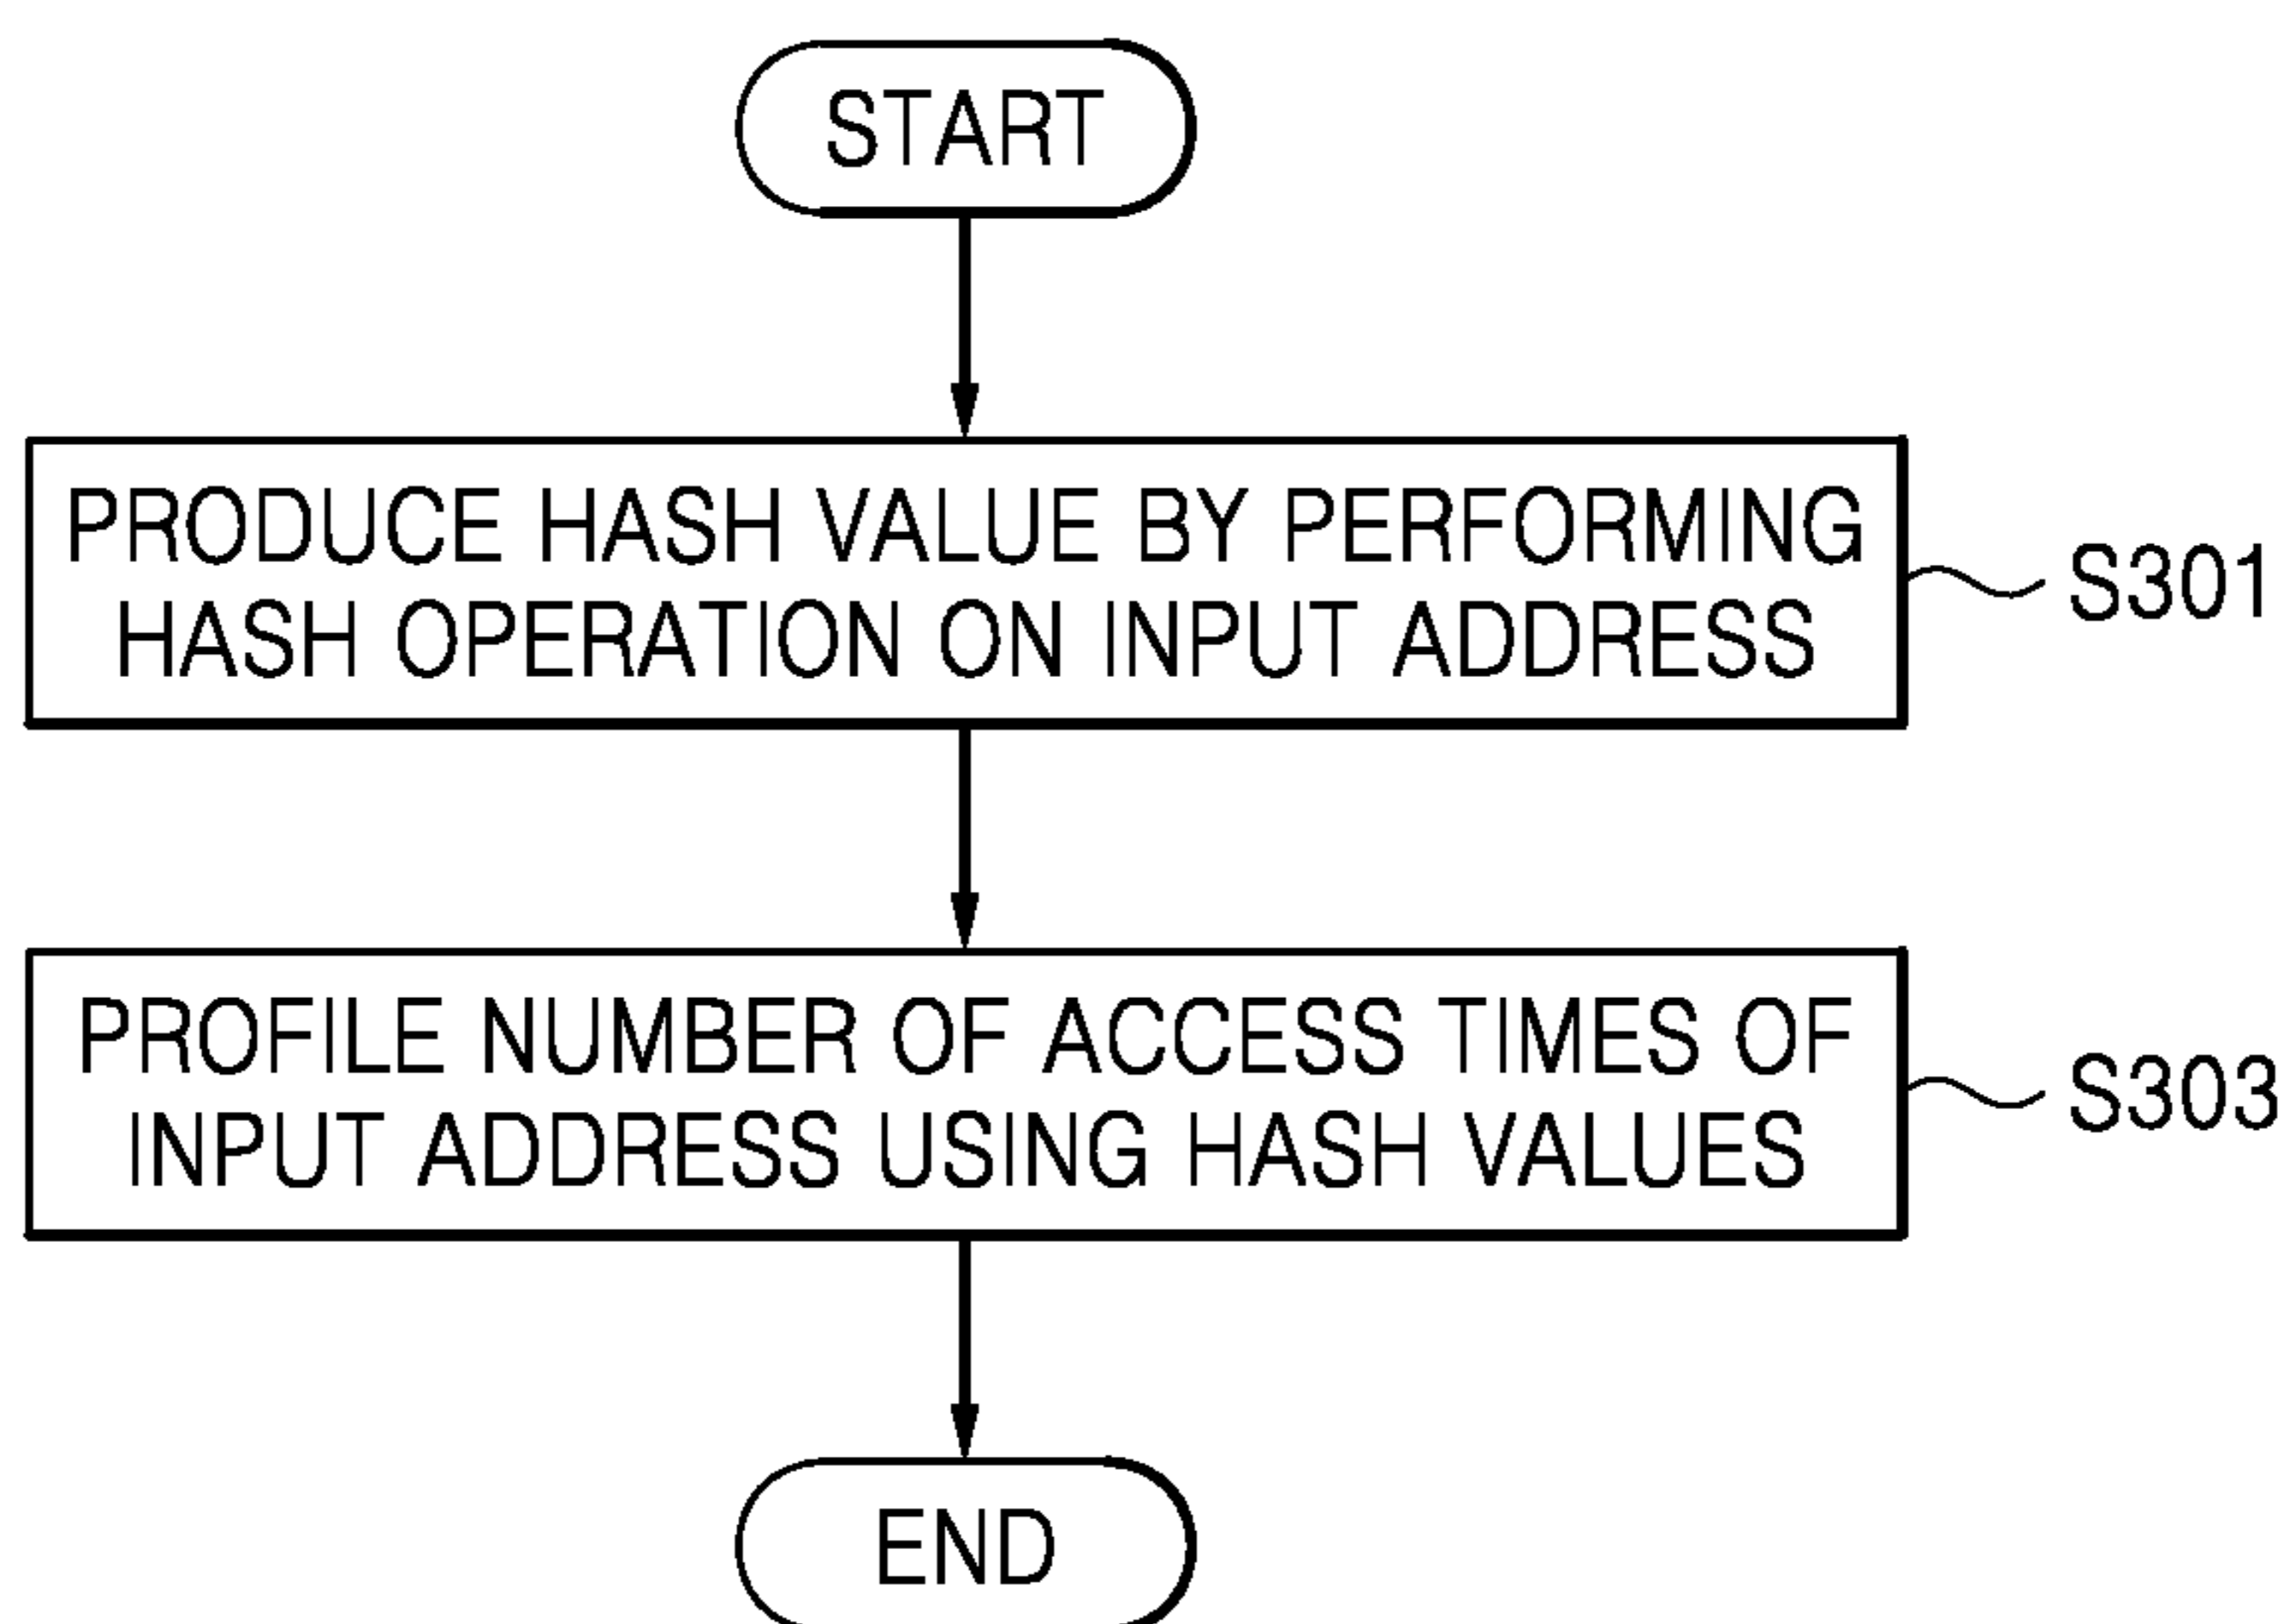 START
PRODUCE HASH VALUE BY PERFORMING
HASH OPERATION ON INPUT ADDRESS
S301
PROFILE NUMBER OF ACCESS TIMES OF
INPUT ADDRESS USING HASH VALUES
S303
END